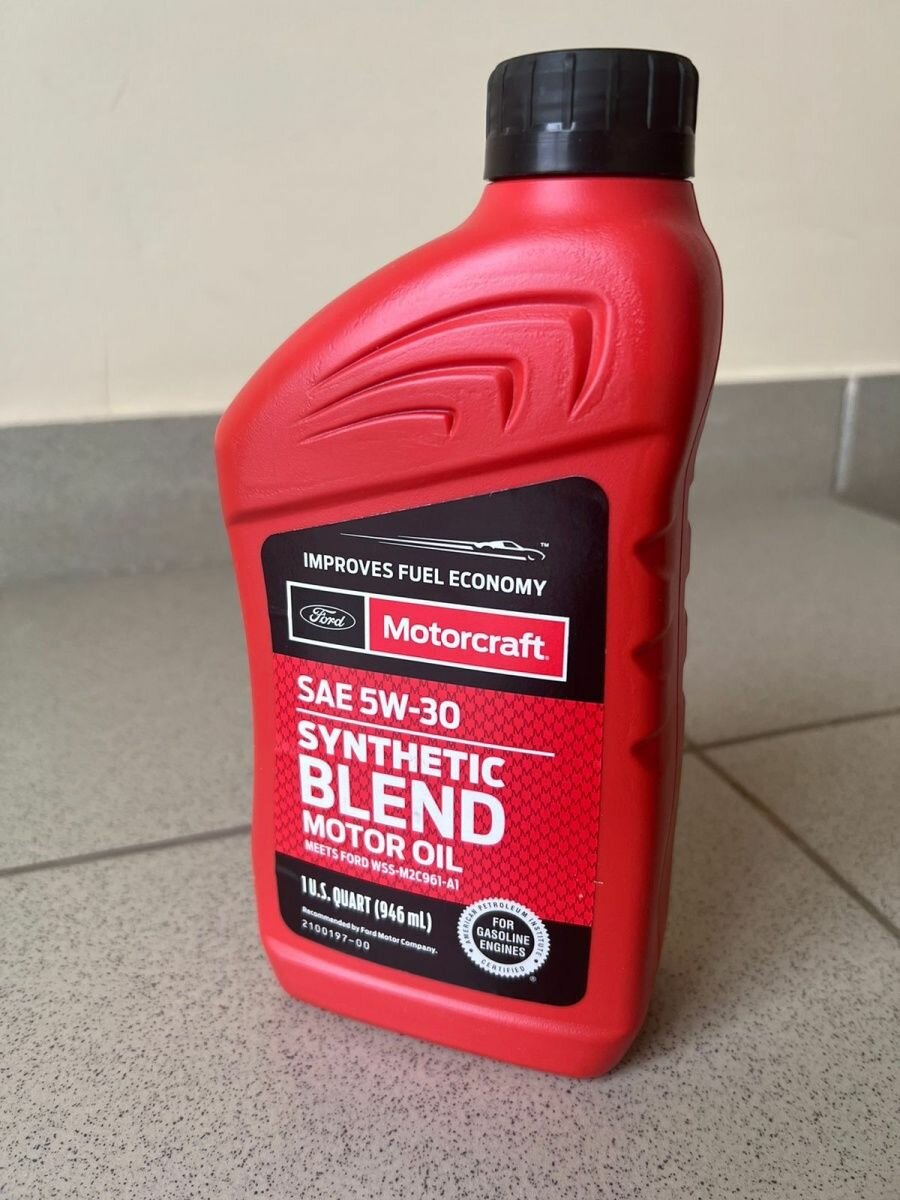 ™
IMPROVES FUEL ECONOMY
Ford Motorcraft®
SAE 5W-30
SYNTHETIC
BLEND
MOTOR OIL
MEETS FORD WSS-M2C961-A1
1 U.S. QUART (946 mL)
Recommended by Ford Motor Company.
2100197-00
AMERICAN PETROLEUM INSTITUTE
FOR
GASOLINE
ENGINES
CERTIFIED
®